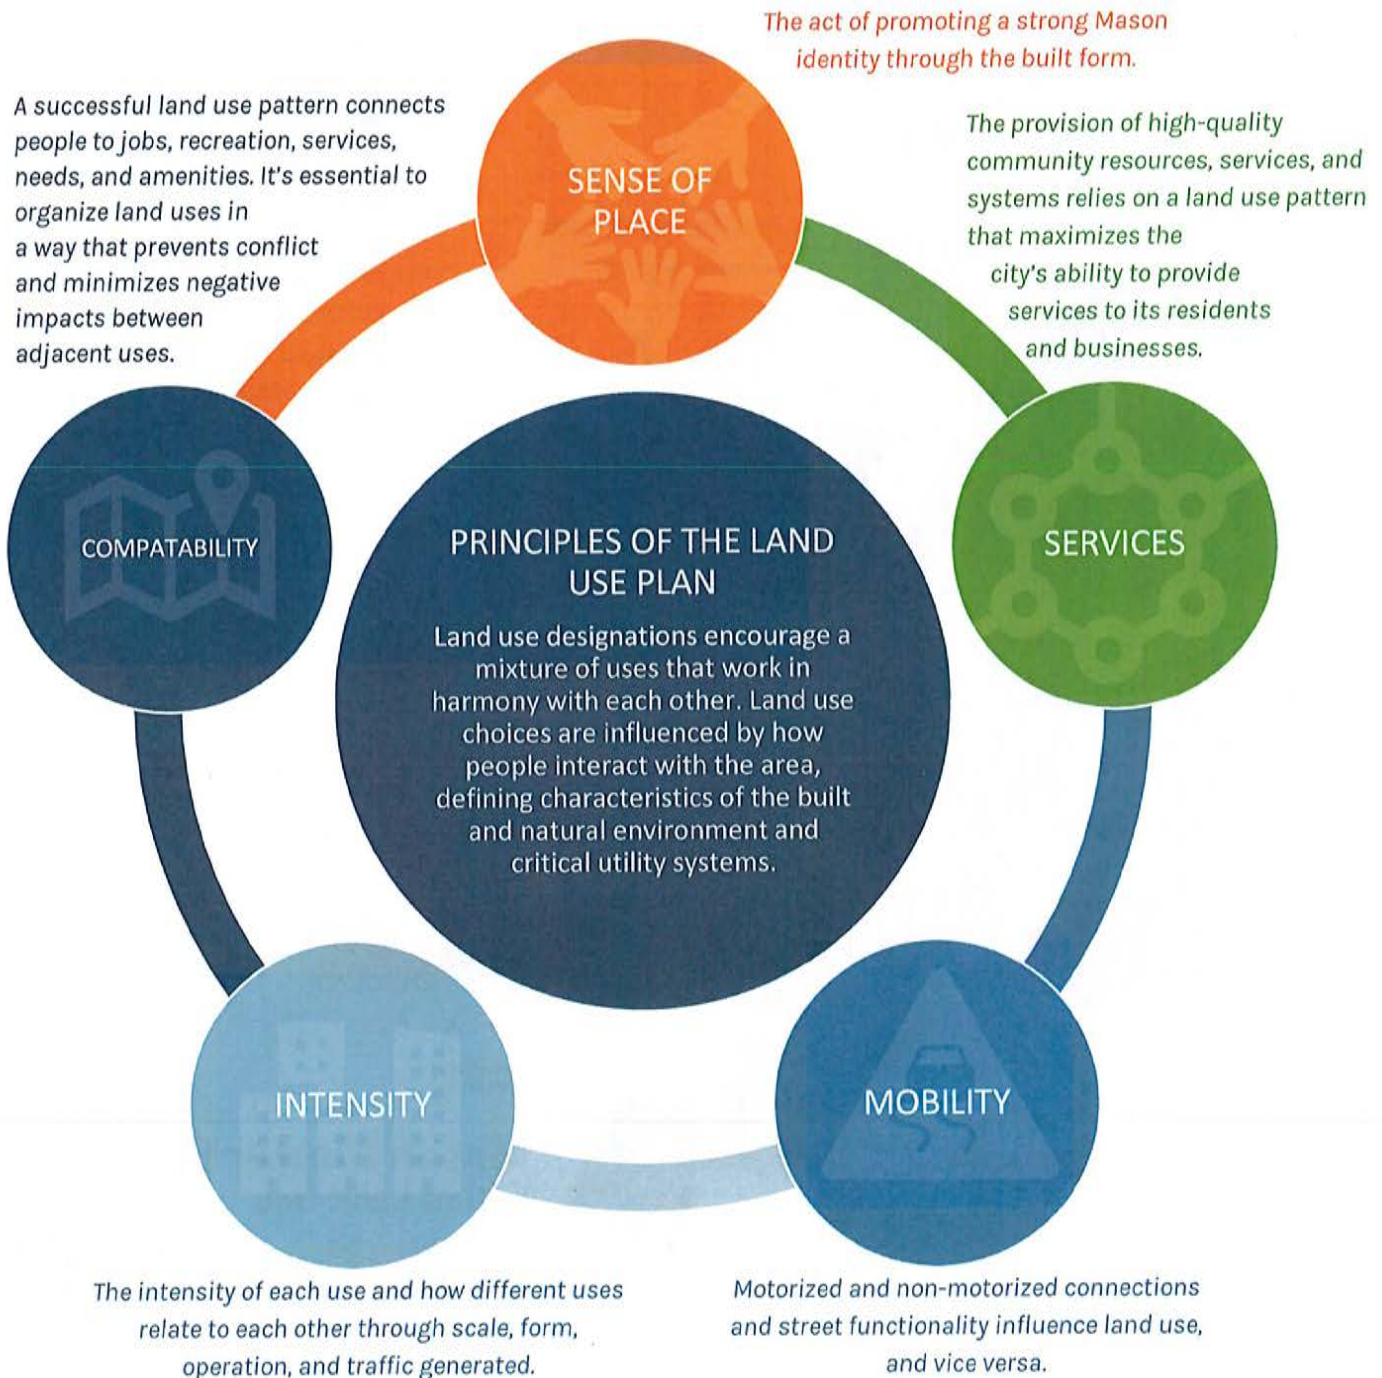 The act of promoting a strong Mason
identity through the built form.
A successful land use pattern connects
people to jobs, recreation, services,
needs, and amenities. It's essential to
organize land uses in
a way that prevents conflict
and minimizes negative
impacts between
adjacent uses.
The provision of high-quality
community resources, services, and
systems relies on a land use pattern
that maximizes the
city's ability to provide
services to its residents
and businesses.
SENSE OF
PLACE
COMPATABILITY
SERVICES
PRINCIPLES OF THE LAND
USE PLAN
Land use designations encourage a
mixture of uses that work in
harmony with each other. Land use
choices are influenced by how
people interact with the area,
defining characteristics of the built
and natural environment and
critical utility systems.
INTENSITY
MOBILITY
The intensity of each use and how different uses
relate to each other through scale, form,
operation, and traffic generated.
Motorized and non-motorized connections
and street functionality influence land use,
and vice versa.